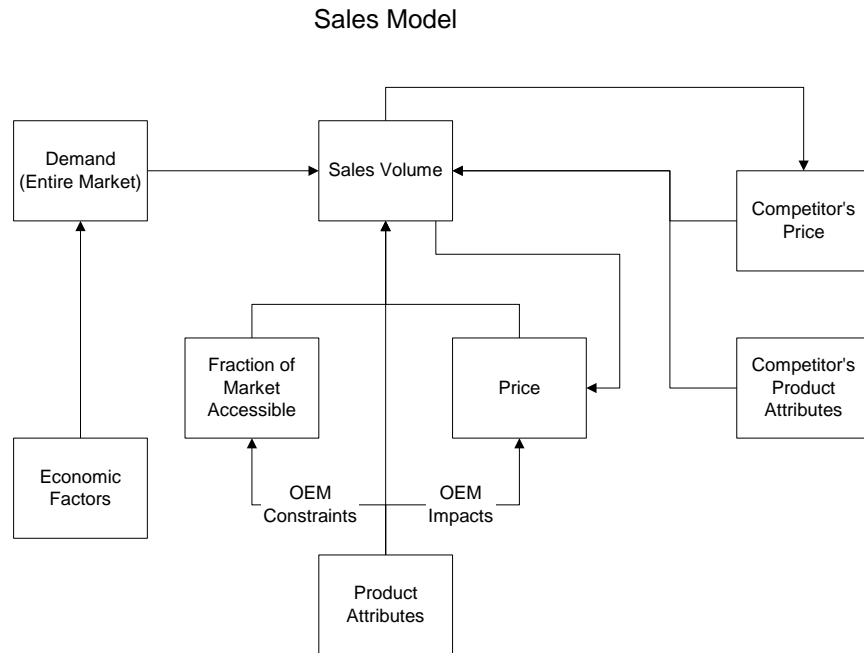 Sales Model
Demand
(Entire Market)
Sales Volume
Competitor's
Price
Fraction of
Market
Accessible
Price
Competitor's
Product
Attributes
Economic
Factors
OEM
Constraints
OEM
Impacts
Product
Attributes